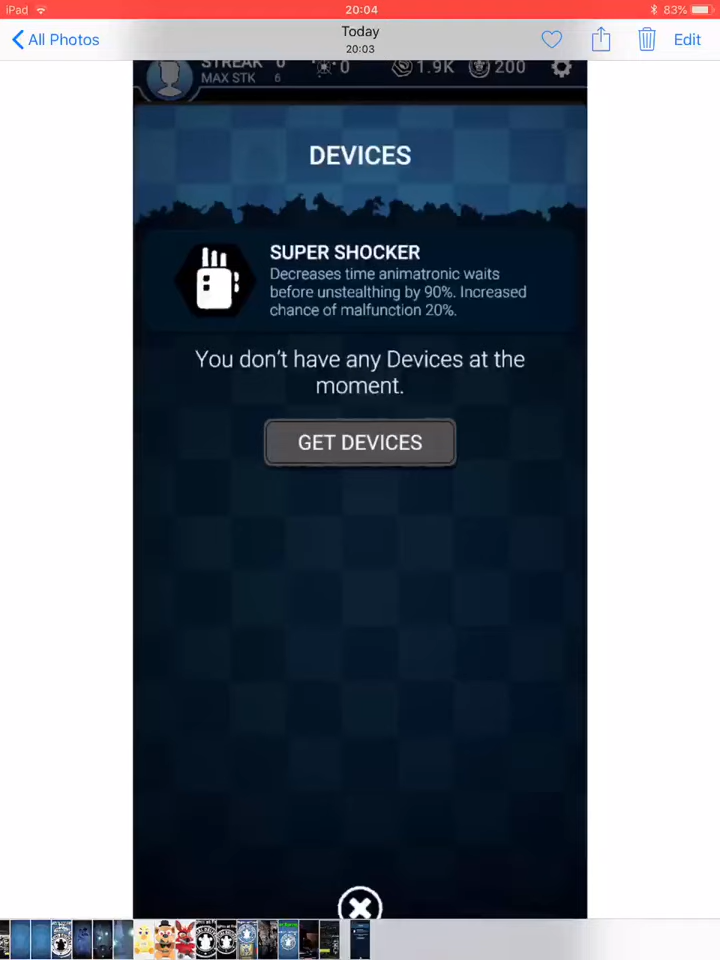 iPad 20:04 83%
All Photos Today Edit
20:03
STREAK 0 0 1.9K 200
MAX STK 6
DEVICES
SUPER SHOCKER
Decreases time animatronic waits
before unstealthing by 90%. Increased
chance of malfunction 20%.
You don't have any Devices at the
moment.
GET DEVICES